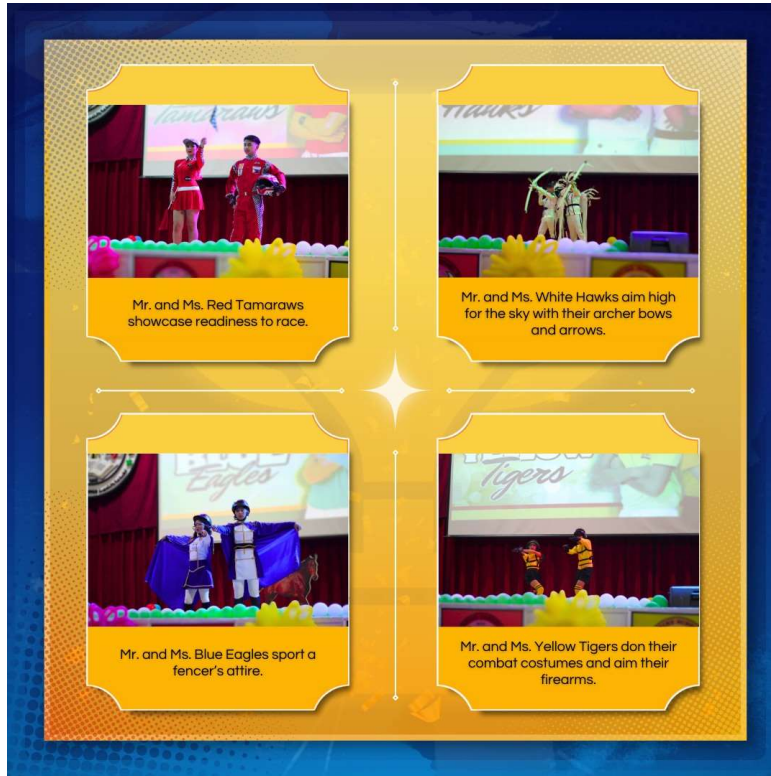 Tamaraws
Hawks
Mr. and Ms. Red Tamaraws
showcase readiness to race.
Mr. and Ms. White Hawks aim high
for the sky with their archer bows
and arrows.
BLUE
Eagles
YELLOW
Tigers
Mr. and Ms. Blue Eagles sport a
fencer's attire.
Mr. and Ms. Yellow Tigers don their
combat costumes and aim their
firearms.